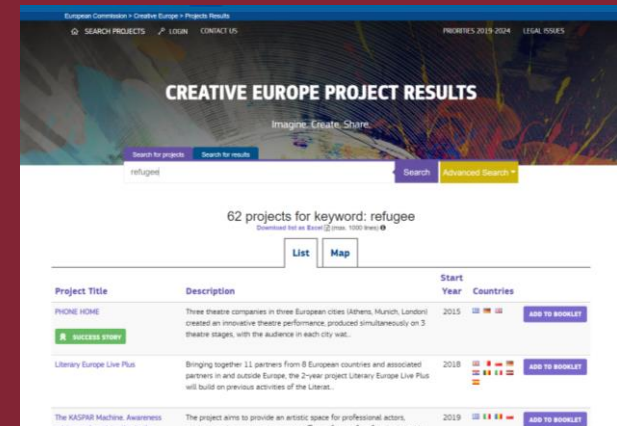 European Commission > Creative Europe > Projects Results
SEARCH PROJECTS LOGIN CONTACT US PRIORITIES 2019-2024 LEGAL ISSUES
CREATIVE EUROPE PROJECT RESULTS
Imagine. Create. Share.
Search for projects Search for results
refugee Search Advanced Search
62 projects for keyword: refugee
Download list as Excel (max. 1000 lines)
List Map
Project Title Description Start Year Countries
PHONE HOME Three theatre companies in three European cities (Athens, Munich, London) 2015 ADD TO BOOKLET
created an innovative theatre performance, produced simultaneously on 3
SUCCESS STORY theatre stages, with the audience in each city wat..
Literary Europe Live Plus Bringing together 11 partners from 8 European countries and associated 2018 ADD TO BOOKLET
partners in and outside Europe, the 2-year project Literary Europe Live Plus
will build on previous activities of the Literat..
The KASPAR Machine. Awareness The project aims to provide an artistic space for professional actors, 2019 ADD TO BOOKLET